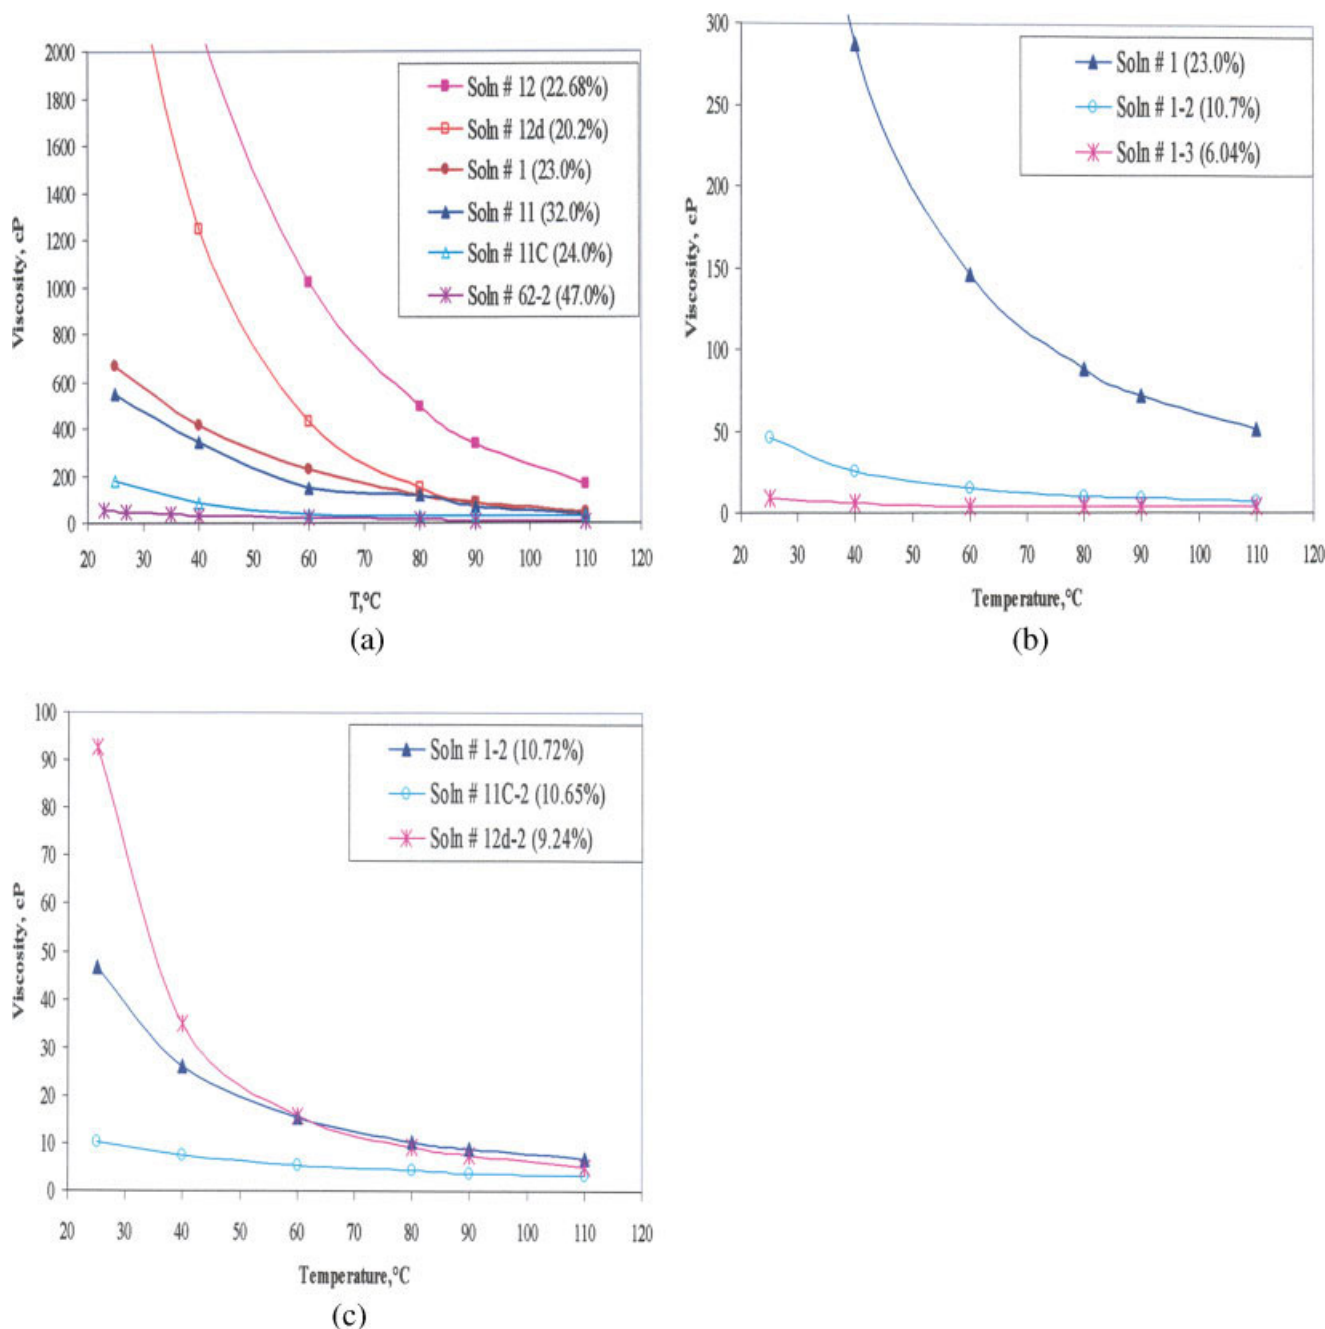 2000
1800
1600
1400
1200
1000
800
600
400
200
0
Viscosity, cP
Soln # 12 (22.68%)
Soln # 12d (20.2%)
Soln # 1 (23.0%)
Soln # 11 (32.0%)
Soln # 11C (24.0%)
Soln # 62-2 (47.0%)
20 30 40 50 60 70 80 90 100 110 120
T,°C
(a)
300
250
200
150
100
50
0
Viscosity, cP
Soln # 1 (23.0%)
Soln # 1-2 (10.7%)
Soln # 1-3 (6.04%)
20 30 40 50 60 70 80 90 100 110 120
Temperature,°C
(b)
100
90
80
70
60
50
40
30
20
10
0
Viscosity, cP
Soln # 1-2 (10.72%)
Soln # 11C-2 (10.65%)
Soln # 12d-2 (9.24%)
20 30 40 50 60 70 80 90 100 110 120
Temperature,°C
(c)